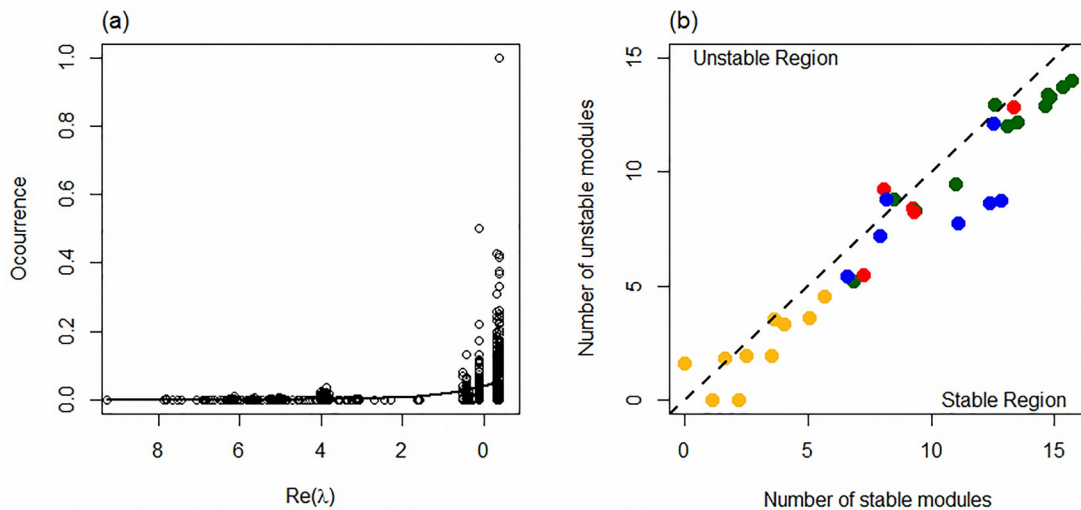 (a)
Occurrence
1.0
0.8
0.6
0.4
0.2
0.0
8 6 4 2 0
Re(λ)
(b)
Number of unstable modules
15
10
5
0
Unstable Region
Stable Region
0 5 10 15
Number of stable modules